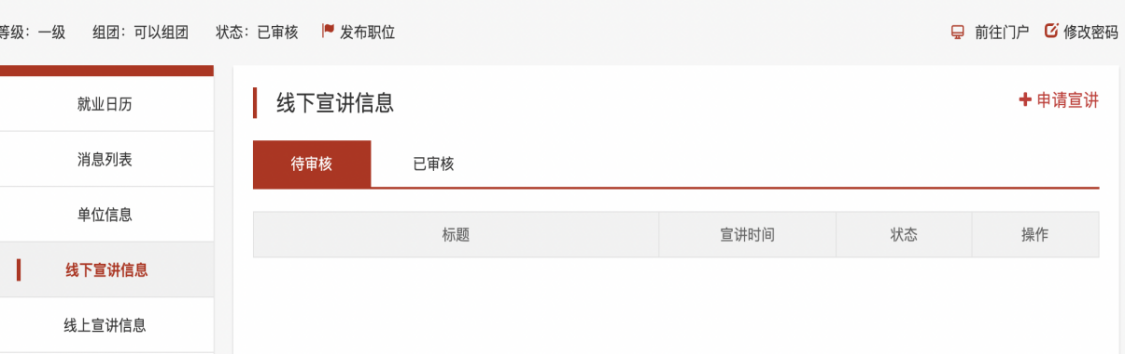 等级：一级 组团：可以组团 状态：已审核 发布职位 前往门户 修改密码
就业日历
消息列表
单位信息
线下宣讲信息
线上宣讲信息
线下宣讲信息 申请宣讲
待审核 已审核
标题 宣讲时间 状态 操作